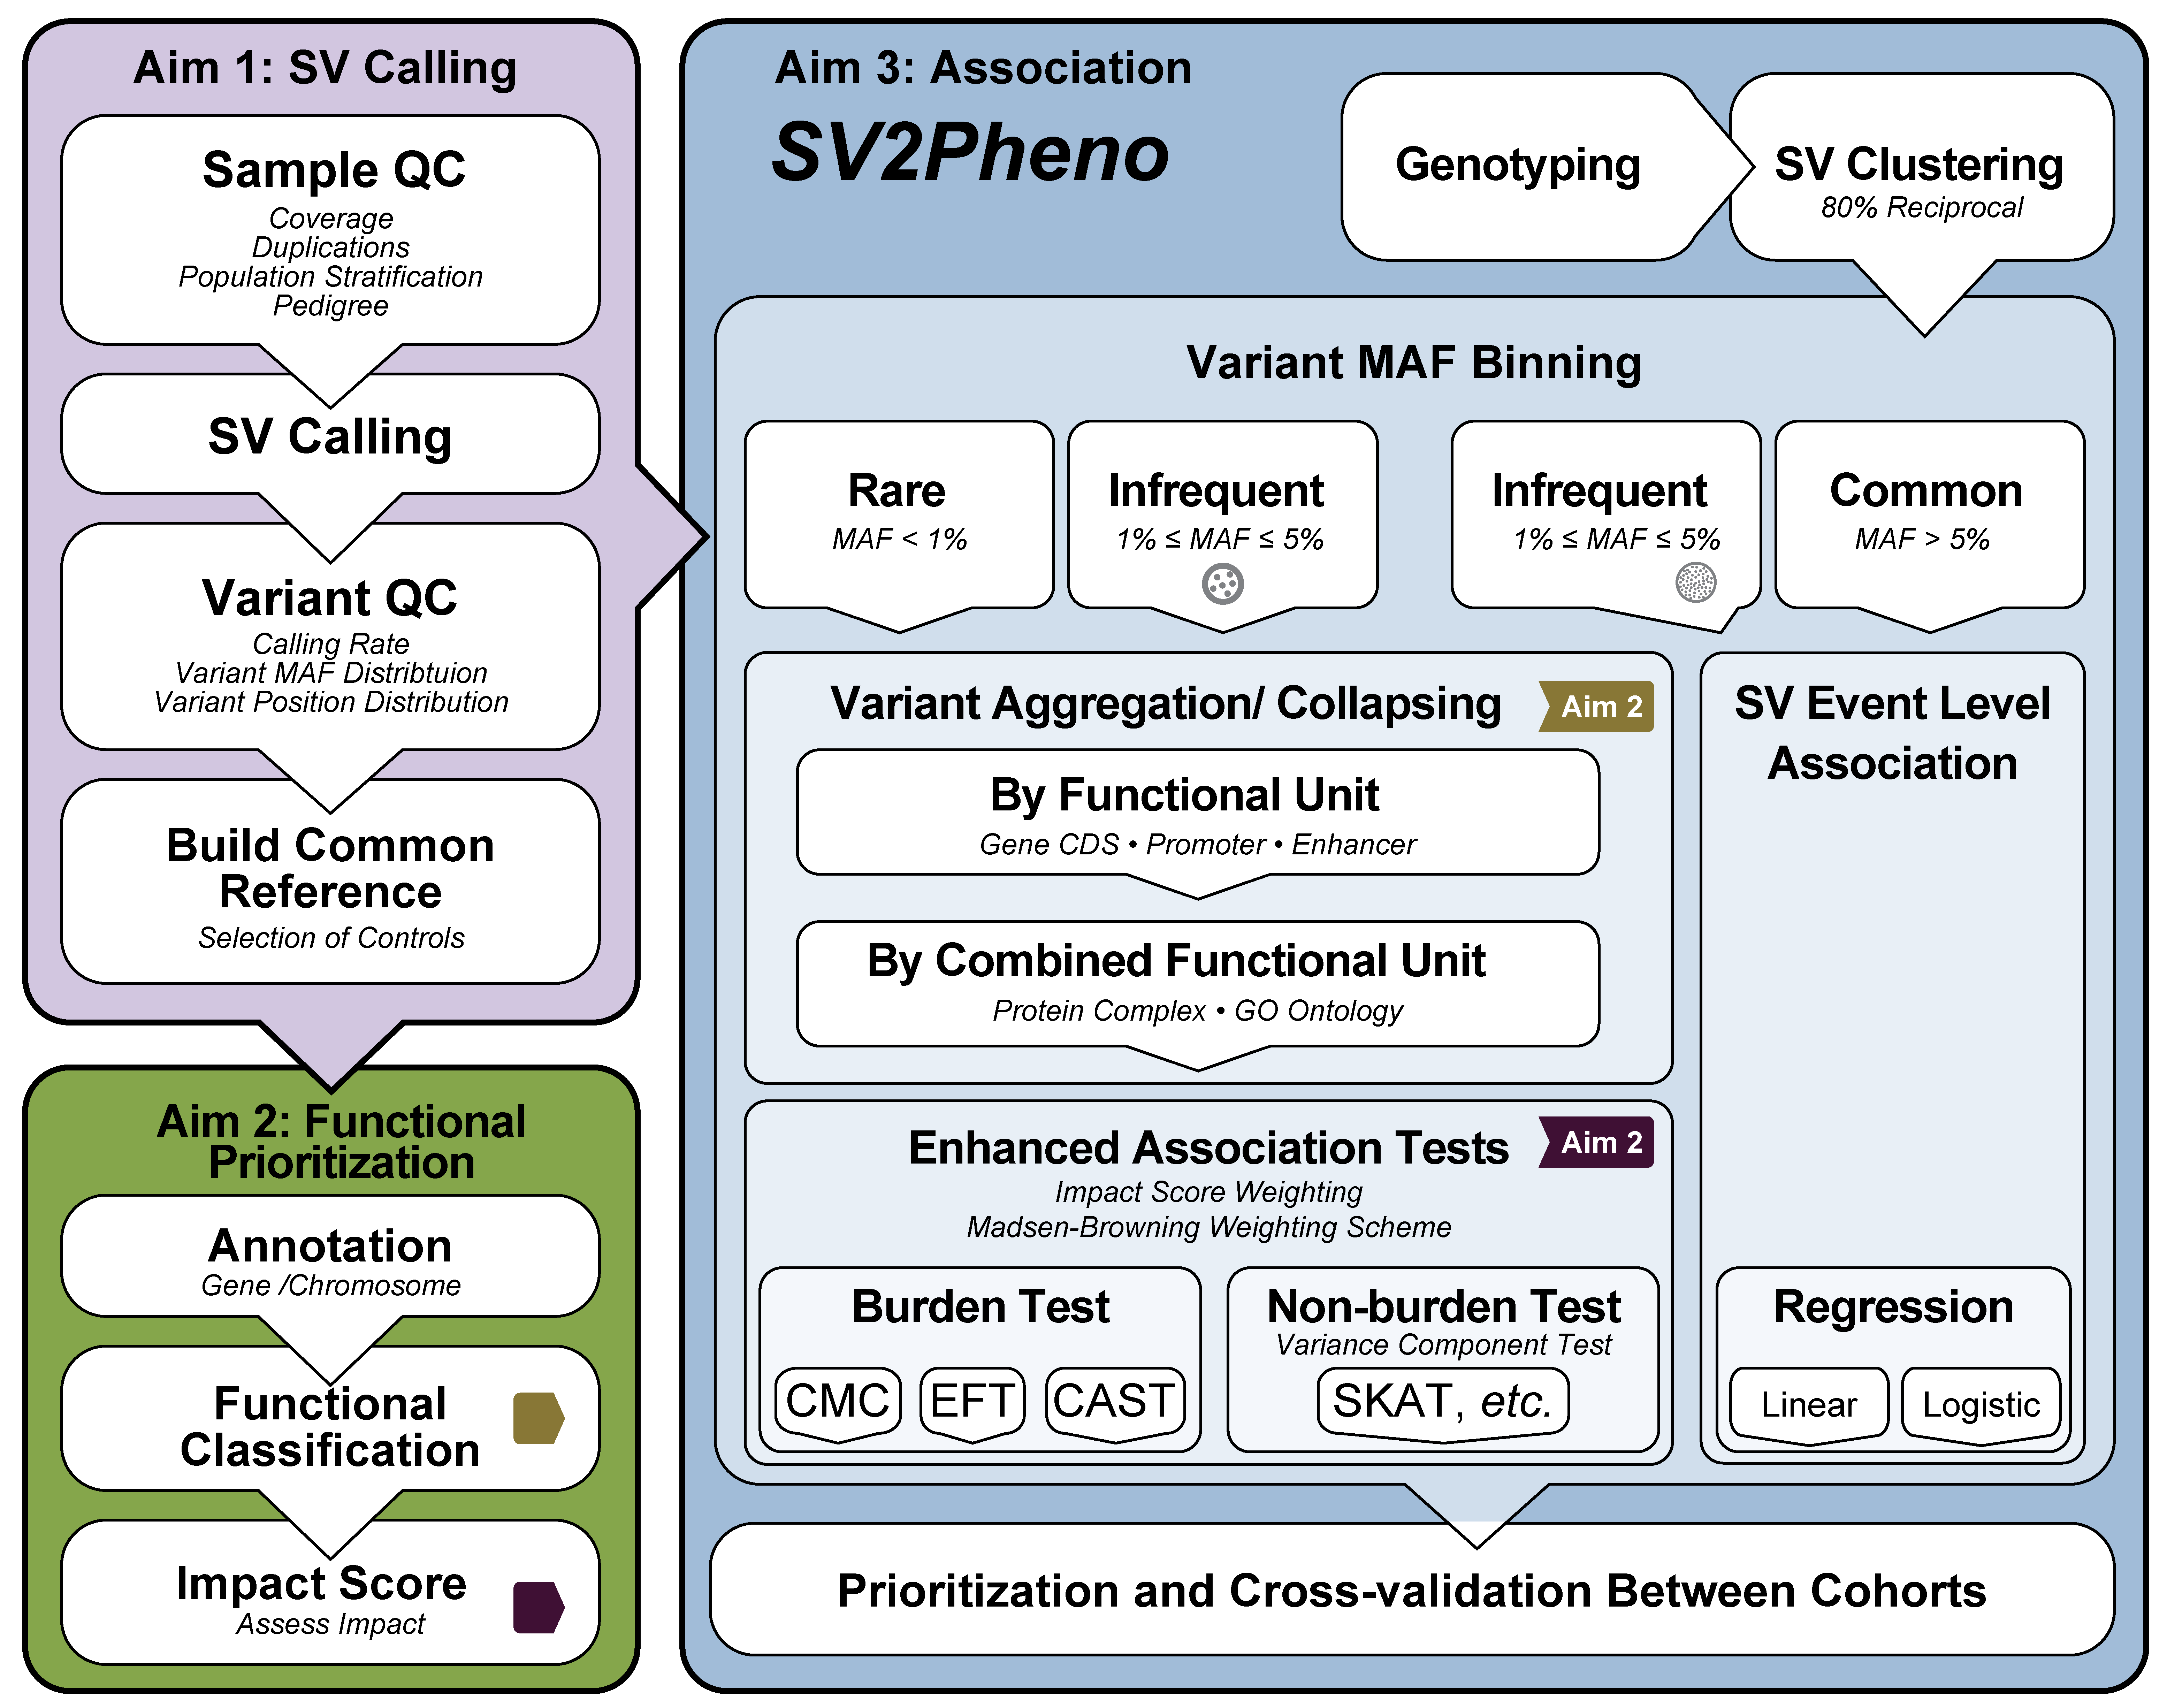 Aim 1: SV Calling
Sample QC
Coverage
Duplications
Population Stratification
Pedigree
SV Calling
Variant QC
Calling Rate
Variant MAF Distribtuion
Variant Position Distribution
Build Common
Reference
Selection of Controls
Aim 2: Functional
Prioritization
Annotation
Gene /Chromosome
Functional
Classification
Impact Score
Assess Impact
Aim 3: Association
SV2Pheno
Genotyping
SV Clustering
80% Reciprocal
Variant MAF Binning
Rare
MAF < 1%
Infrequent
1% ≤ MAF ≤ 5%
Infrequent
1% ≤ MAF ≤ 5%
Common
MAF > 5%
Variant Aggregation/ Collapsing
Aim 2
By Functional Unit
Gene CDS • Promoter • Enhancer
By Combined Functional Unit
Protein Complex • GO Ontology
Enhanced Association Tests
Aim 2
Impact Score Weighting
Madsen-Browning Weighting Scheme
Burden Test
CMC
EFT
CAST
Non-burden Test
Variance Component Test
SKAT, etc.
SV Event Level
Association
Regression
Linear
Logistic
Prioritization and Cross-validation Between Cohorts